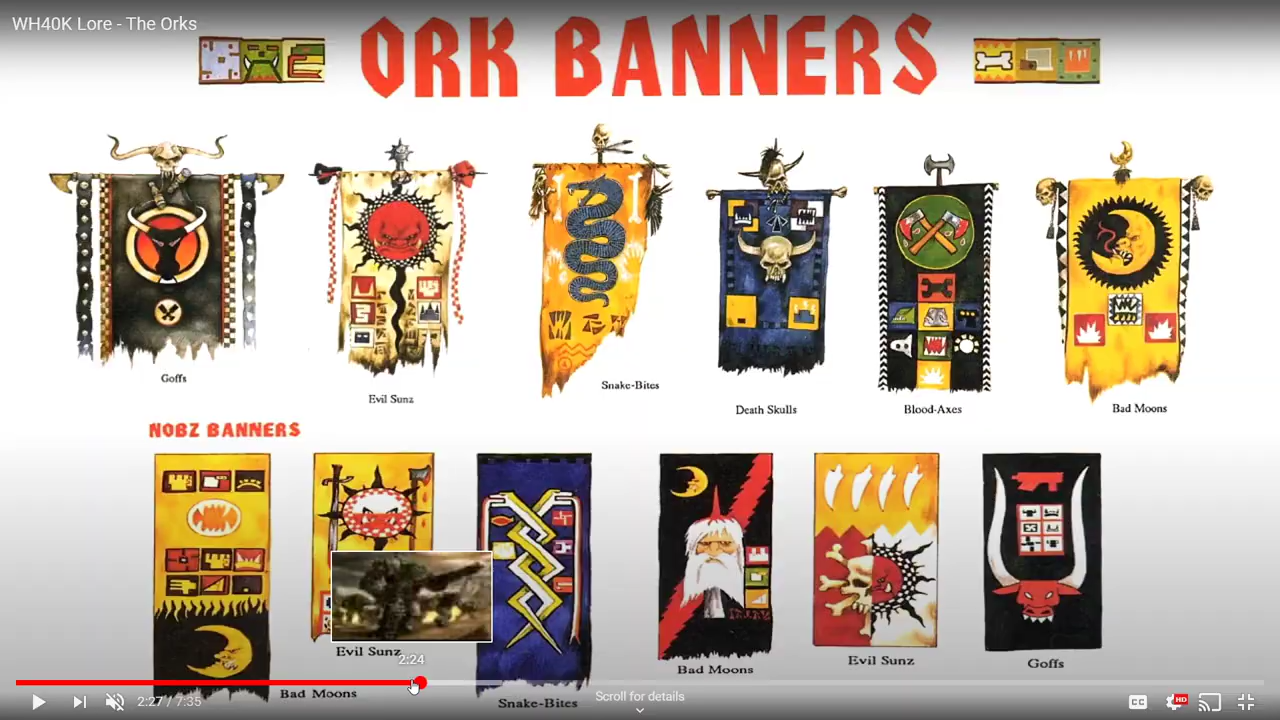 WH40K Lore - The Orks
ORK BANNERS
Goffs
Evil Sunz
Snake-Bites
Death Skulls
Blood-Axes
Bad Moons
NOBZ BANNERS
Bad Moons
Evil Sunz
Snake-Bites
Bad Moons
Evil Sunz
Goffs
2:24
2:27 / 7:35
Scroll for details
CC
HD